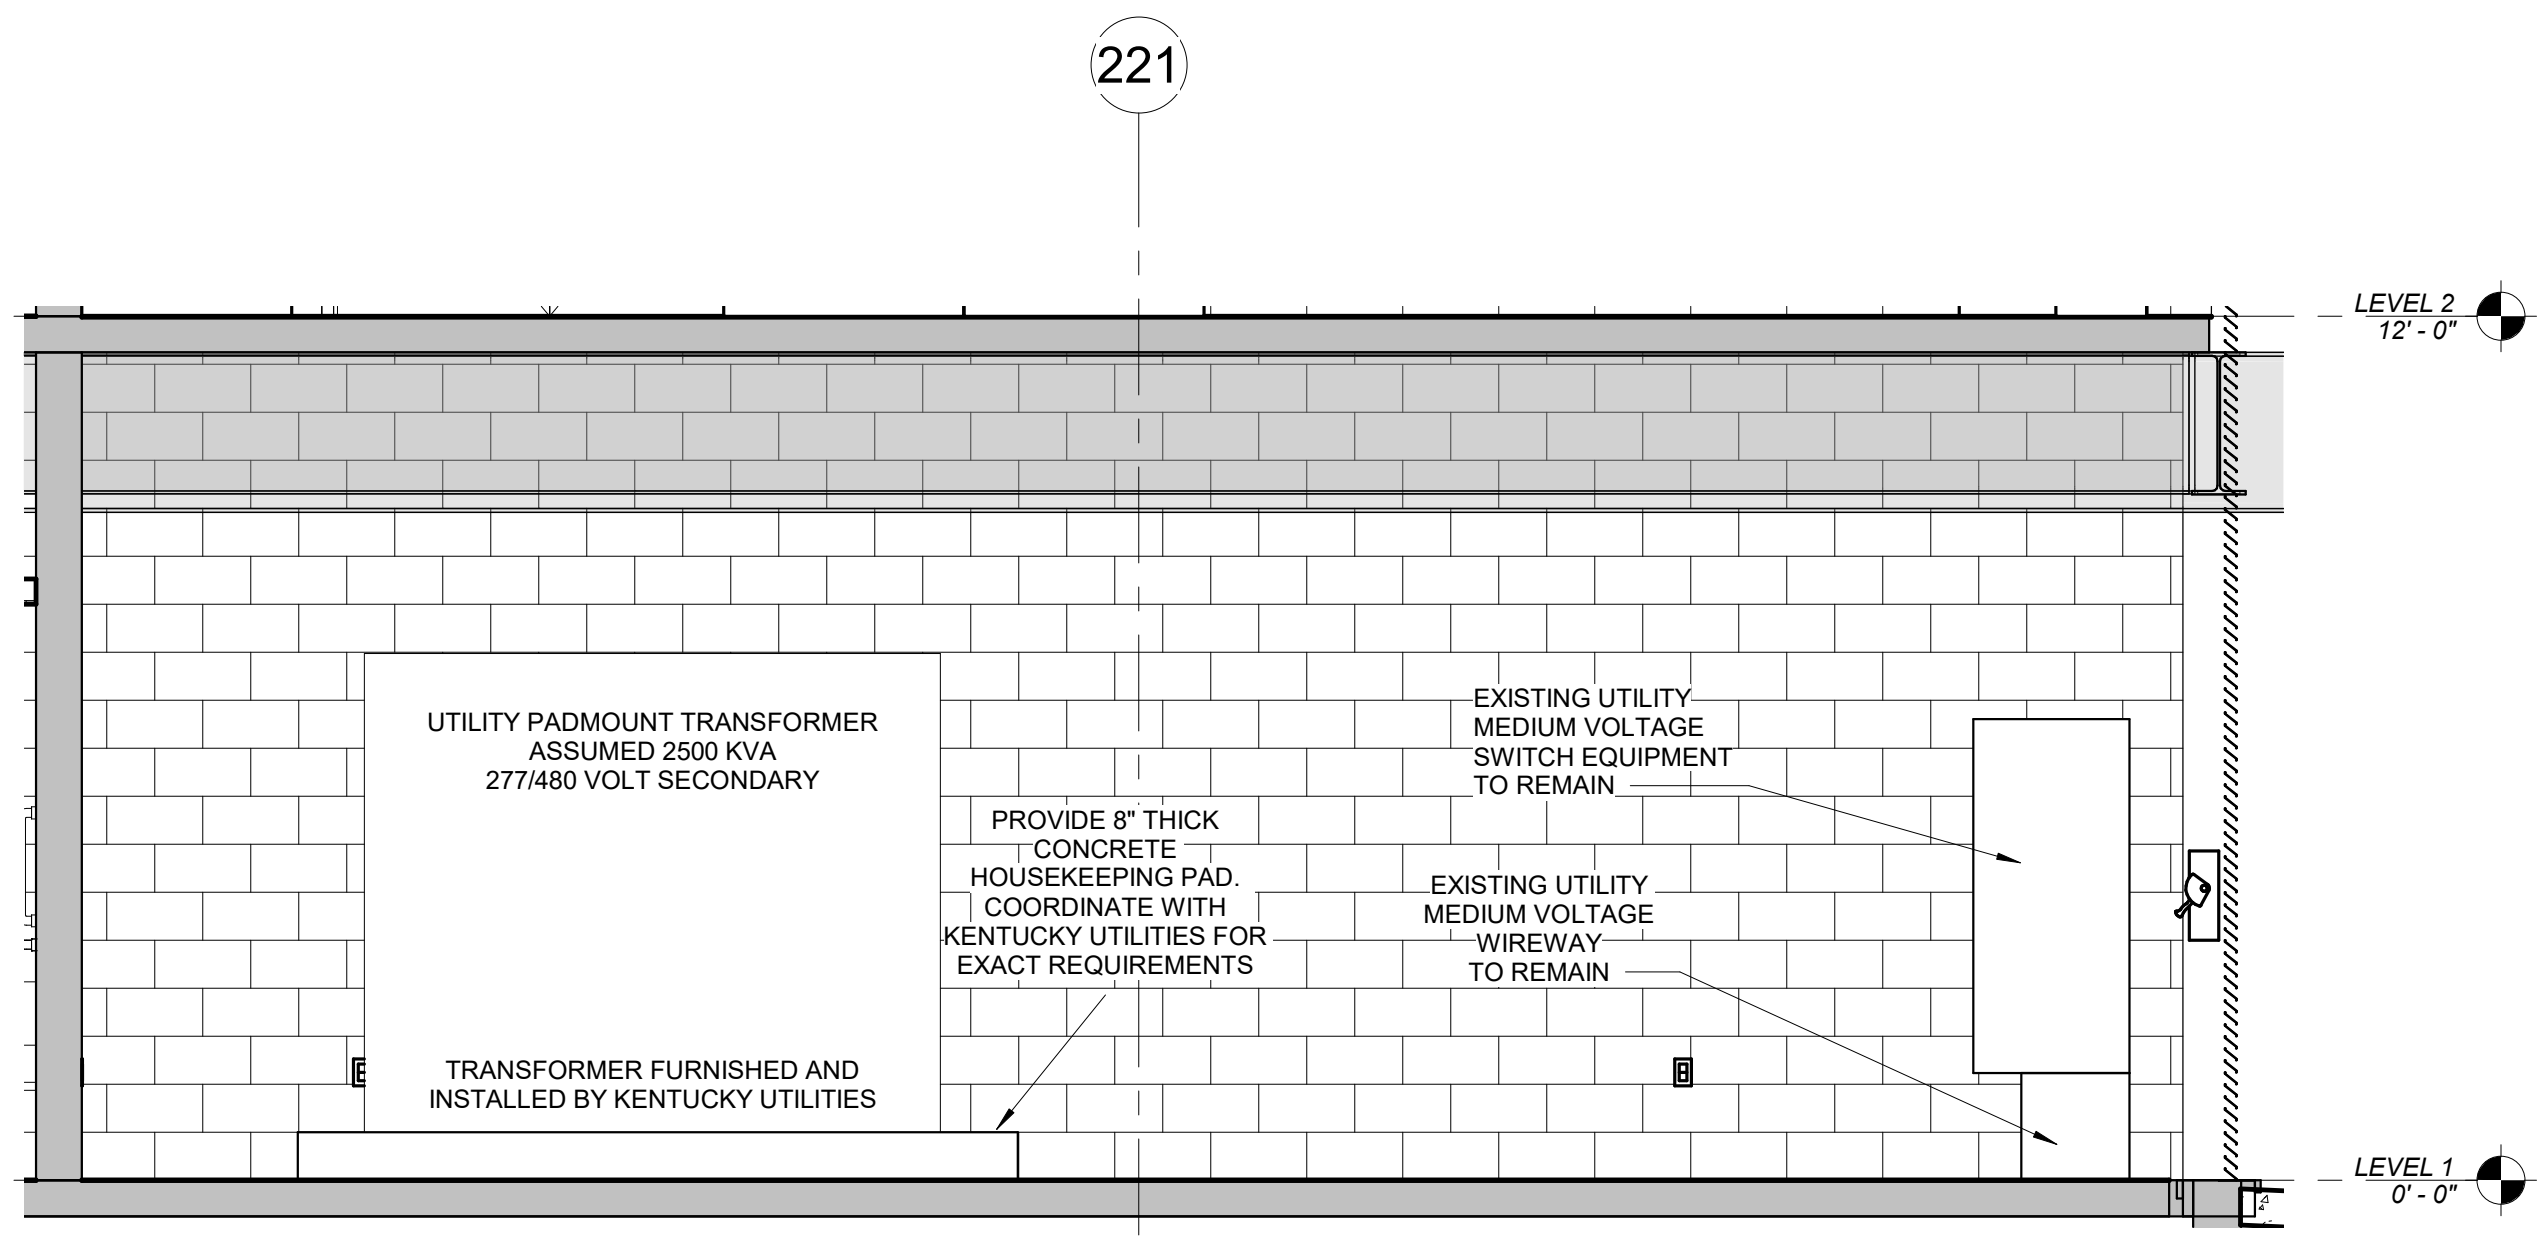 221
LEVEL 2
12' - 0"
UTILITY PADMOUNT TRANSFORMER
ASSUMED 2500 KVA
277/480 VOLT SECONDARY
EXISTING UTILITY
MEDIUM VOLTAGE
SWITCH EQUIPMENT
TO REMAIN
PROVIDE 8" THICK
CONCRETE
HOUSEKEEPING PAD.
COORDINATE WITH
KENTUCKY UTILITIES FOR
EXACT REQUIREMENTS
EXISTING UTILITY
MEDIUM VOLTAGE
WIREWAY
TO REMAIN
TRANSFORMER FURNISHED AND
INSTALLED BY KENTUCKY UTILITIES
LEVEL 1
0' - 0"